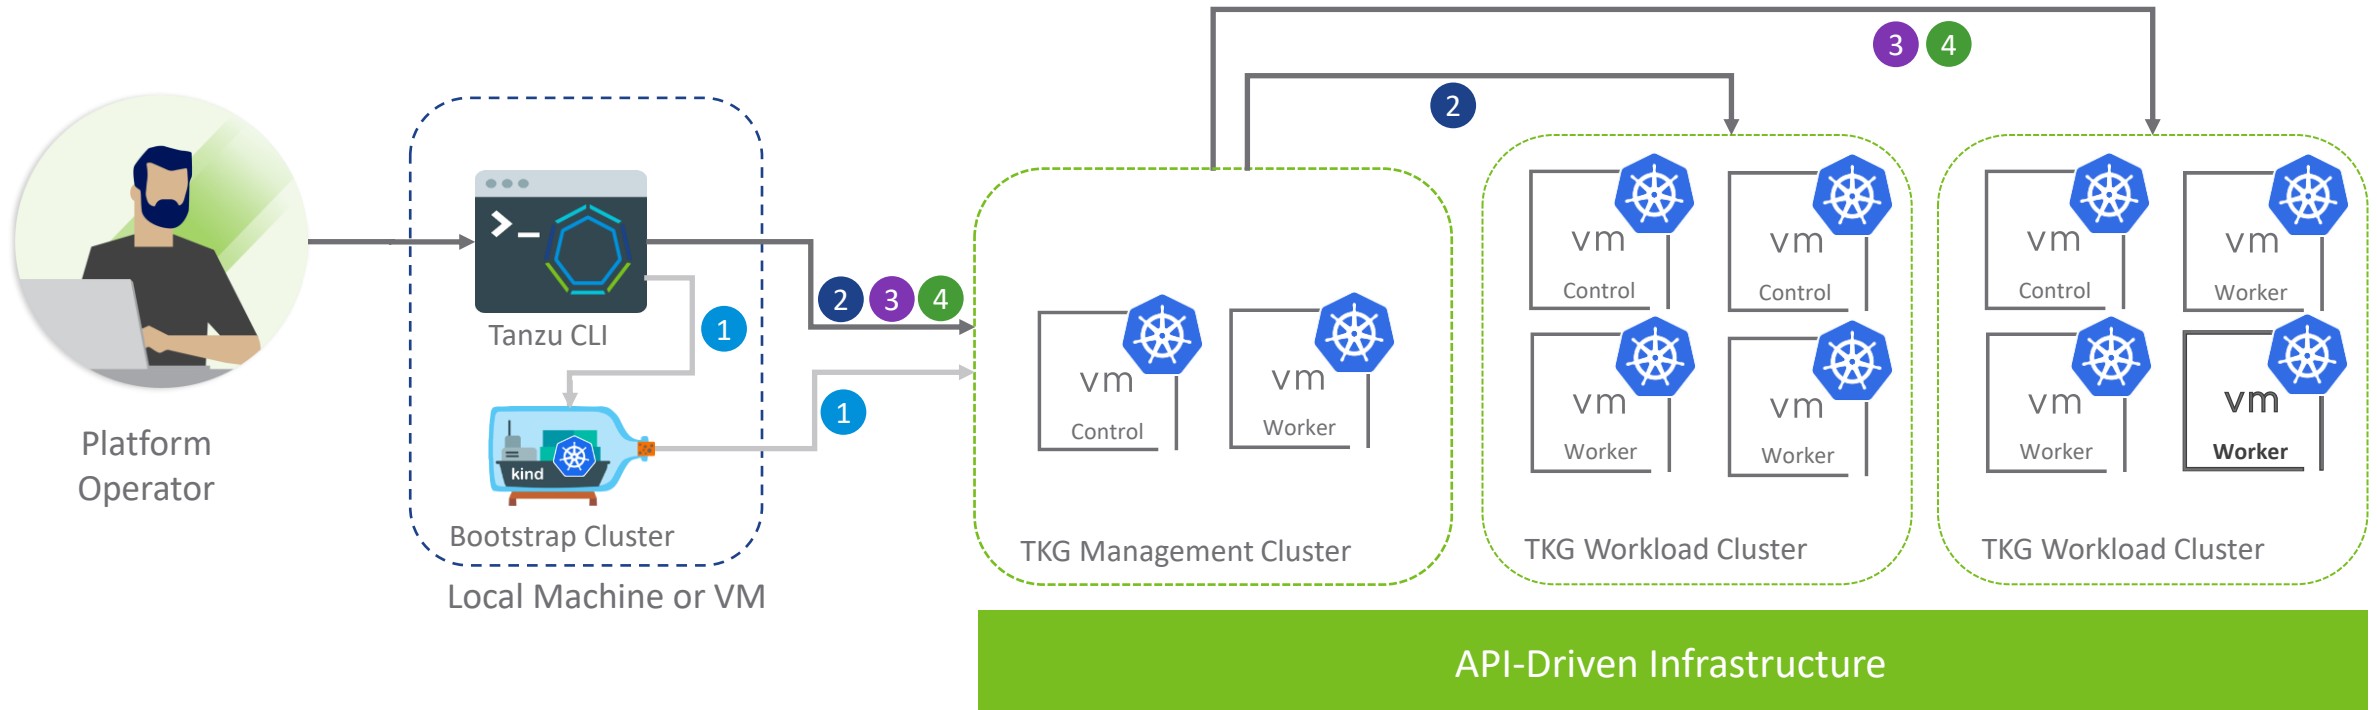 3 4
2
Platform
Operator
>_
Tanzu CLI
1
2 3 4
1
kind
Bootstrap Cluster
Local Machine or VM
vm
Control
vm
Worker
TKG Management Cluster
vm
Control
vm
Control
vm
Worker
vm
Worker
TKG Workload Cluster
vm
Control
vm
Worker
vm
Worker
vm
Worker
TKG Workload Cluster
API-Driven Infrastructure